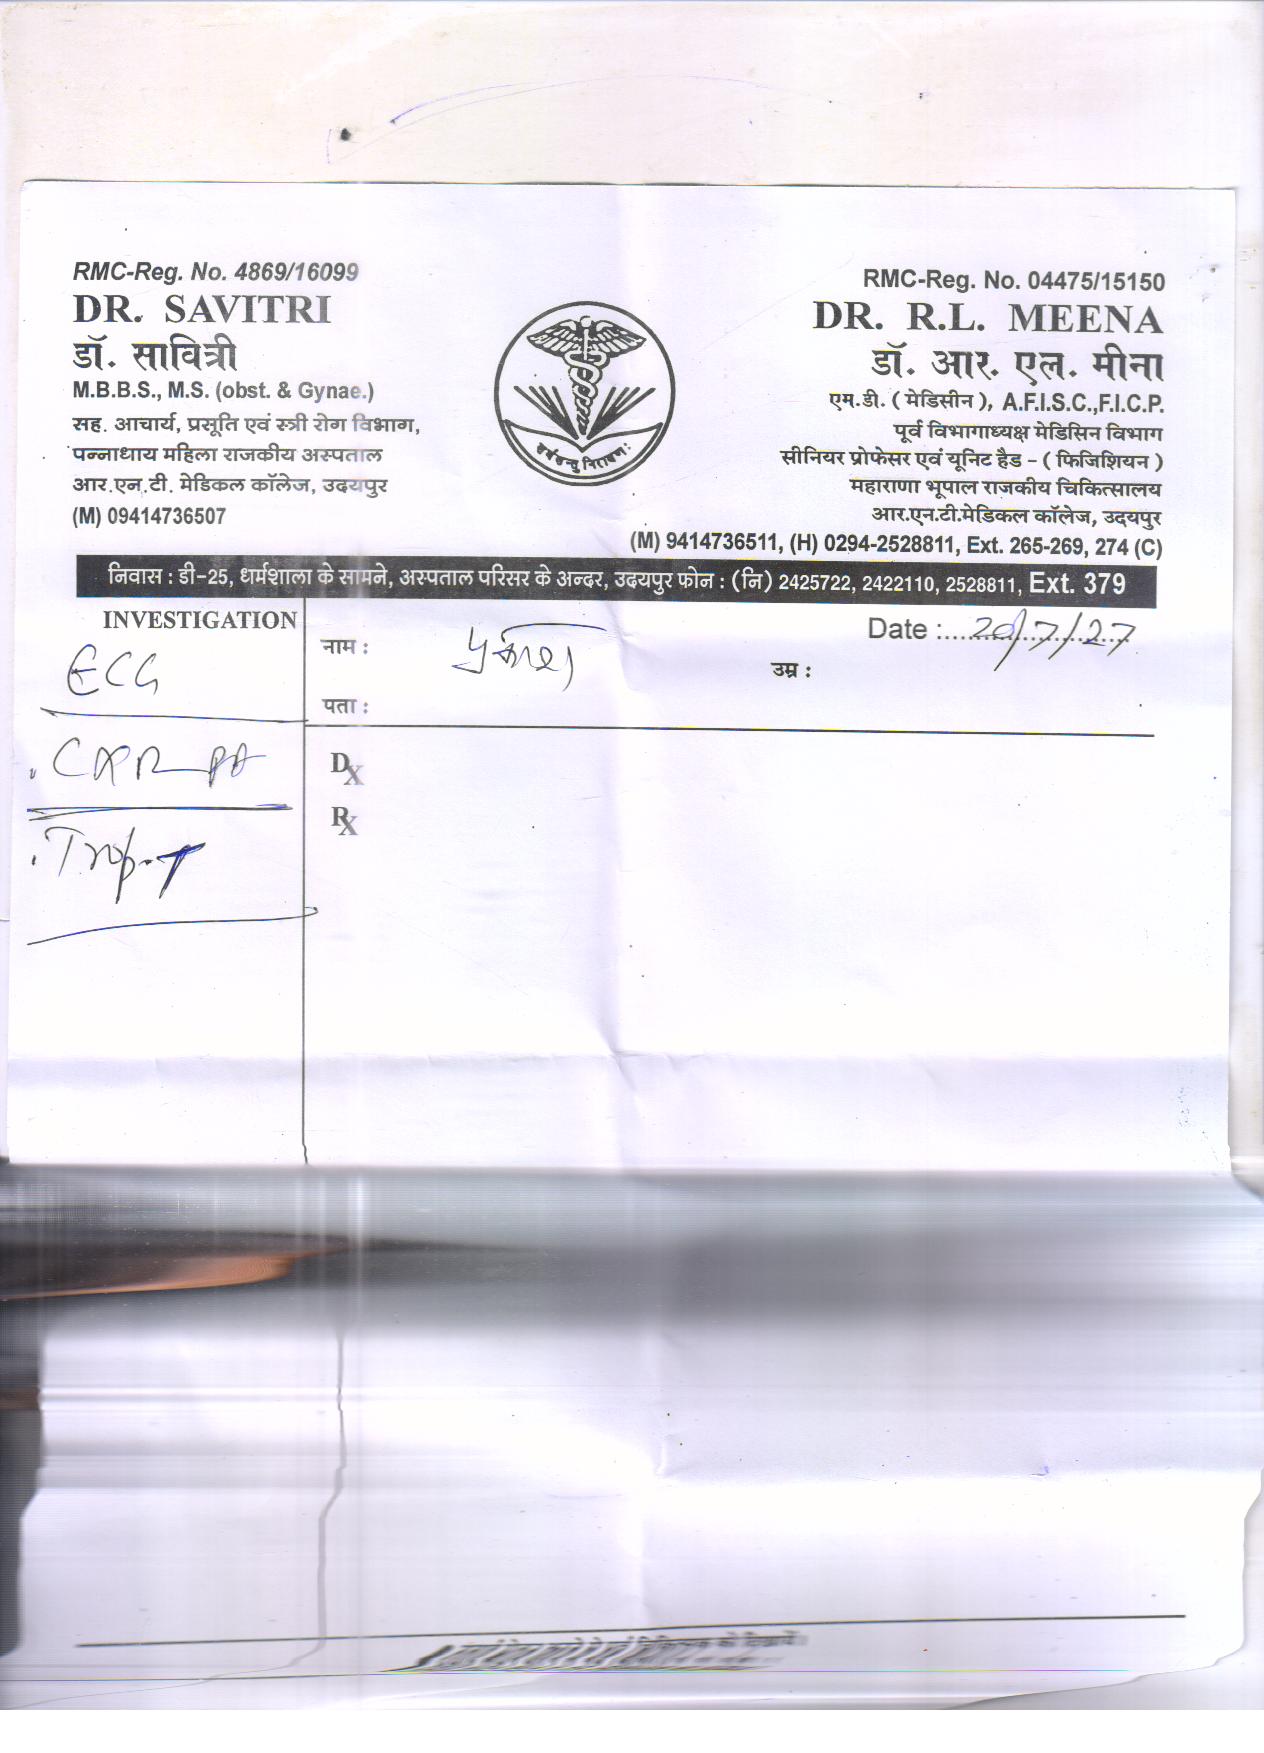 RMC-Reg. No. 4869/16099
DR. SAVITRI
डॉ. सावित्री
M.B.B.S., M.S. (obst. & Gynae.)
सह. आचार्य, प्रसूति एवं स्त्री रोग विभाग,
पन्नाधाय महिला राजकीय अस्पताल
आर.एन.टी. मेडिकल कॉलेज, उदयपुर
(M) 09414736507
RMC-Reg. No. 04475/15150
DR. R.L. MEENA
डॉ. आर. एल. मीना
एम.डी. ( मेडिसीन ), A.F.I.S.C.,F.I.C.P.
पूर्व विभागाध्यक्ष मेडिसिन विभाग
सीनियर प्रोफेसर एवं यूनिट हैड - ( फिजिशियन )
महाराणा भूपाल राजकीय चिकित्सालय
आर.एन.टी.मेडिकल कॉलेज, उदयपुर
(M) 9414736511, (H) 0294-2528811, Ext. 265-269, 274 (C)
निवास : डी-25, धर्मशाला के सामने, अस्पताल परिसर के अन्दर, उदयपुर फोन : (नि) 2425722, 2422110, 2528811, Ext. 379
INVESTIGATION
ECG
CXR PA
Trop-T
नाम : प्रकाश
Date : 20/7/27
उम्र :
पता :
Dx
Rx